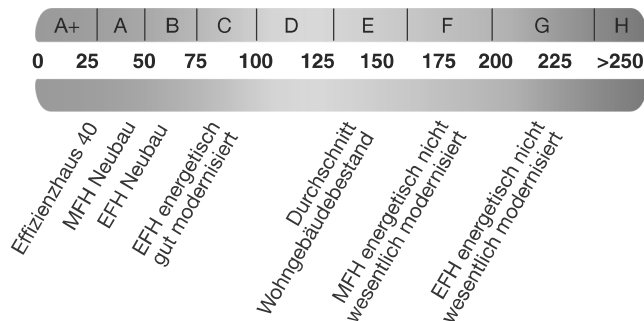 A+ A B C D E F G H
0 25 50 75 100 125 150 175 200 225 >250
Effizienzhaus 40
MFH Neubau
EFH Neubau
EFH energetisch
gut modernisiert
Durchschnitt
Wohngebäudebestand
MFH energetisch nicht
wesentlich modernisiert
EFH energetisch nicht
wesentlich modernisiert